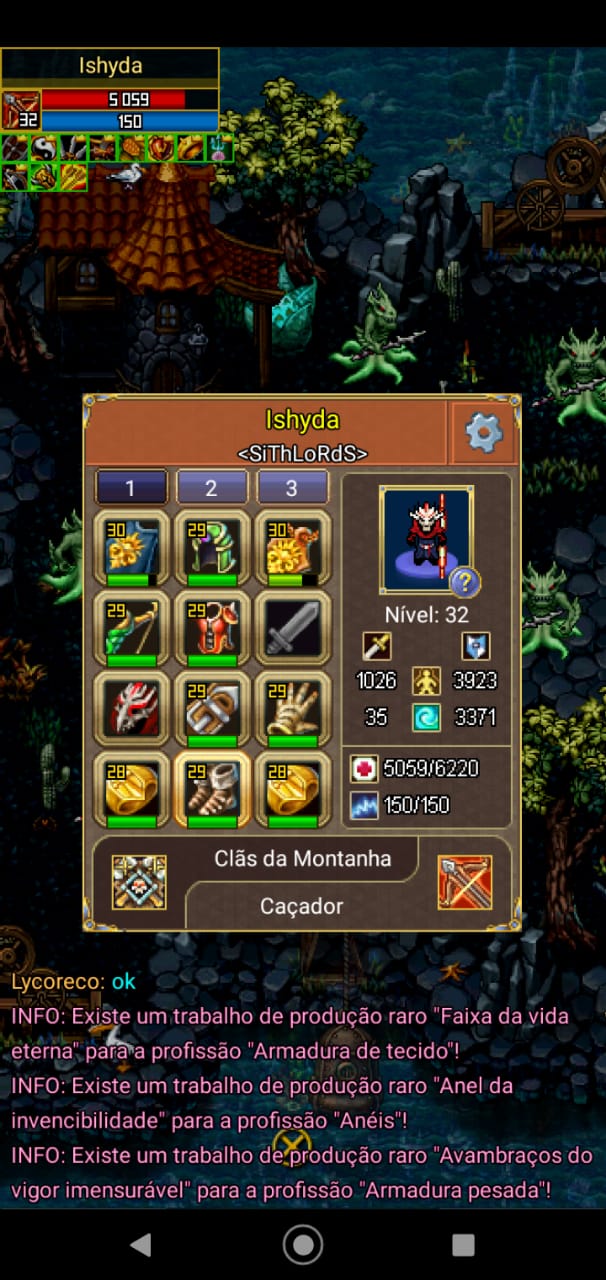 Ishyda
5 059
32
150
Ishyda
<SiThLoRdS>
1 2 3
30 29 30
29 29
29 29
28 29 28
?
Nível: 32
1026 3923
35 3371
5059/6220
150/150
Clãs da Montanha
Caçador
Lycoreco: ok
INFO: Existe um trabalho de produção raro "Faixa da vida
eterna" para a profissão "Armadura de tecido"!
INFO: Existe um trabalho de produção raro "Anel da
invencibilidade" para a profissão "Anéis"!
INFO: Existe um trabalho de produção raro "Avambraços do
vigor imensurável" para a profissão "Armadura pesada"!